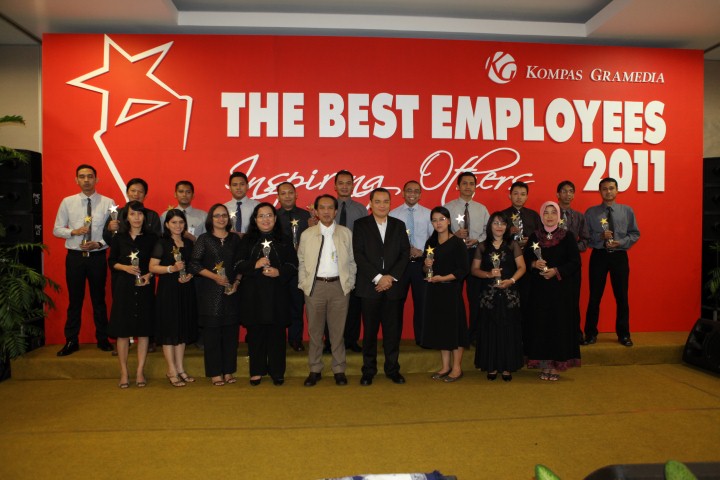 KOMPAS GRAMEDIA
THE BEST EMPLOYEES
2011
Inspiring Others